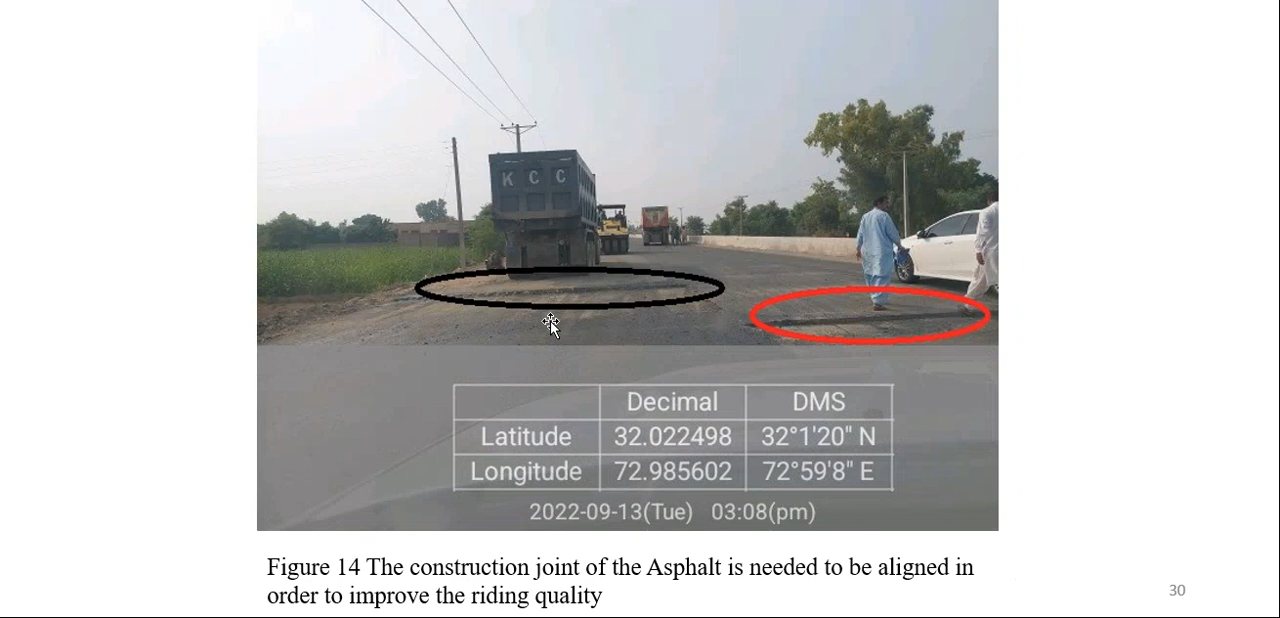 K C C
Decimal DMS
Latitude 32.022498 32°1'20" N
Longitude 72.985602 72°59'8" E
2022-09-13(Tue) 03:08(pm)
Figure 14 The construction joint of the Asphalt is needed to be aligned in
order to improve the riding quality
30